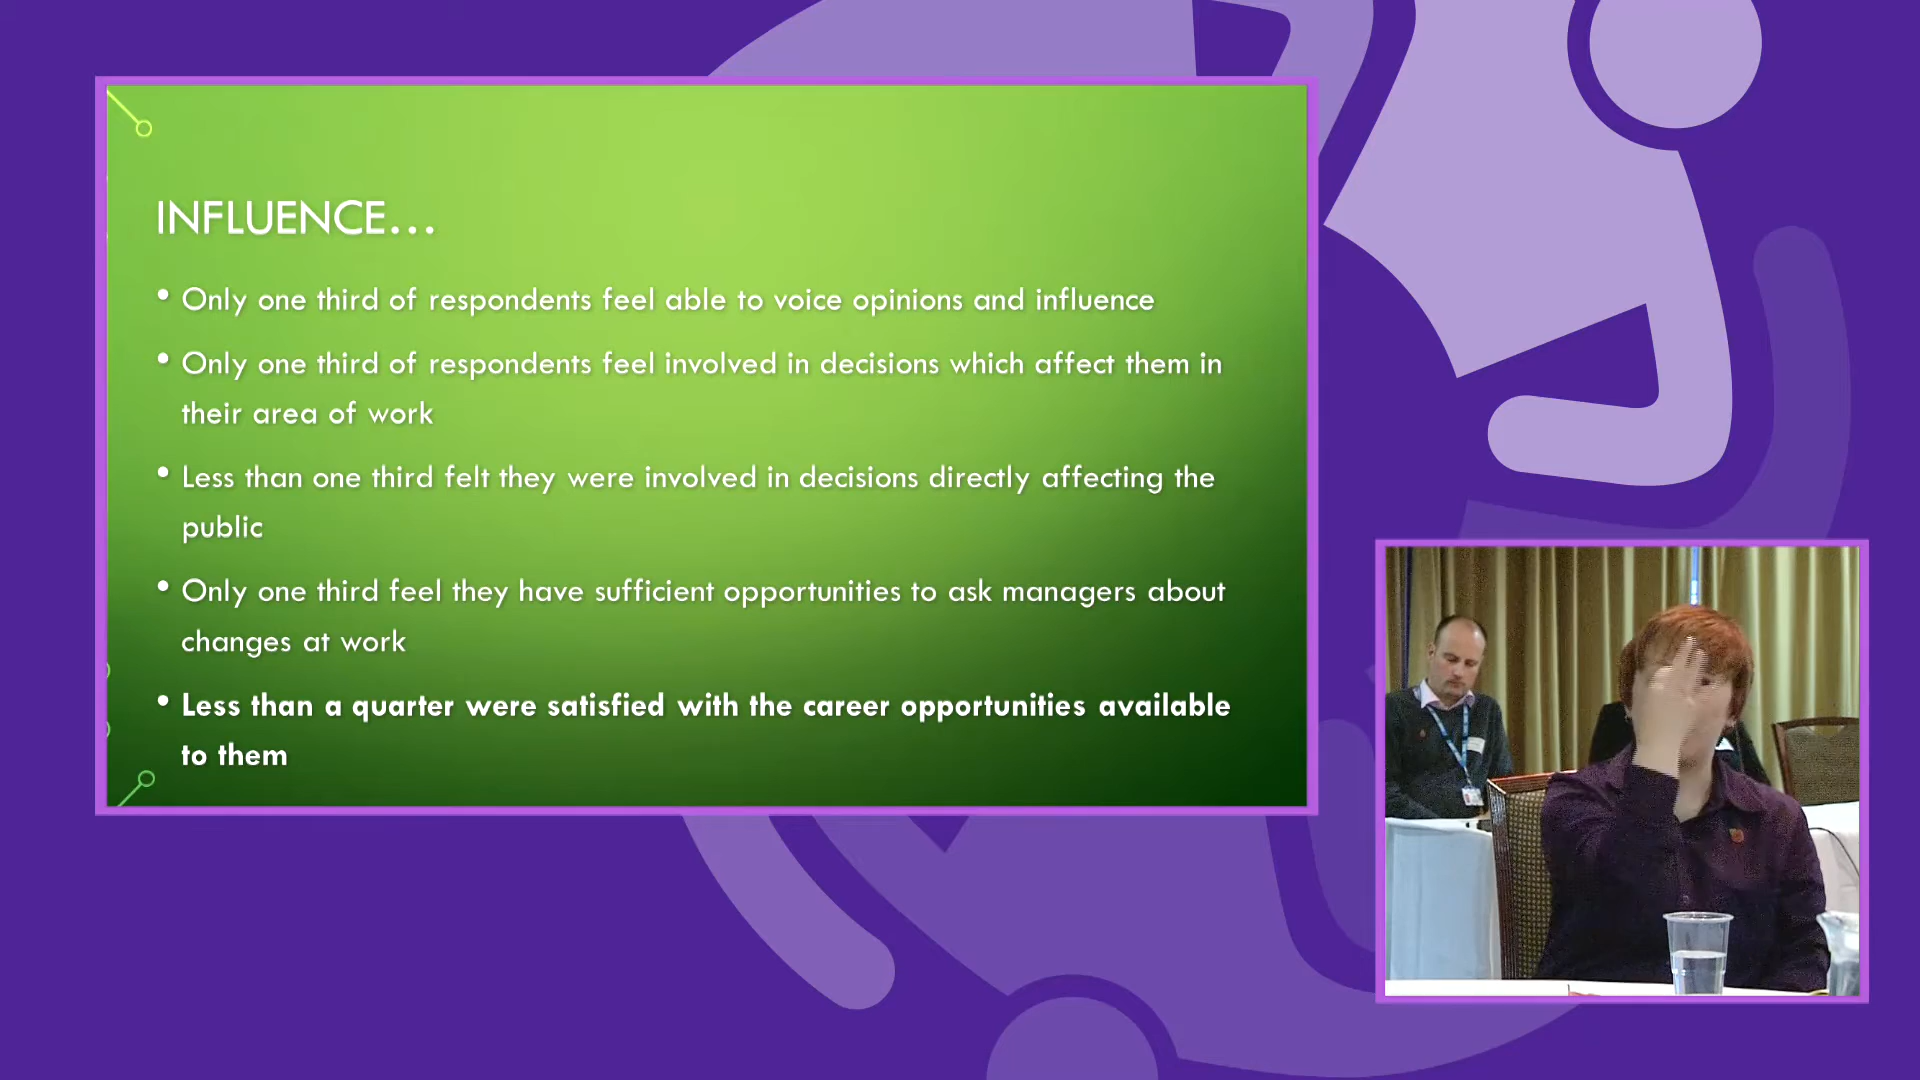 INFLUENCE...
• Only one third of respondents feel able to voice opinions and influence
• Only one third of respondents feel involved in decisions which affect them in
their area of work
• Less than one third felt they were involved in decisions directly affecting the
public
• Only one third feel they have sufficient opportunities to ask managers about
changes at work
• Less than a quarter were satisfied with the career opportunities available
to them